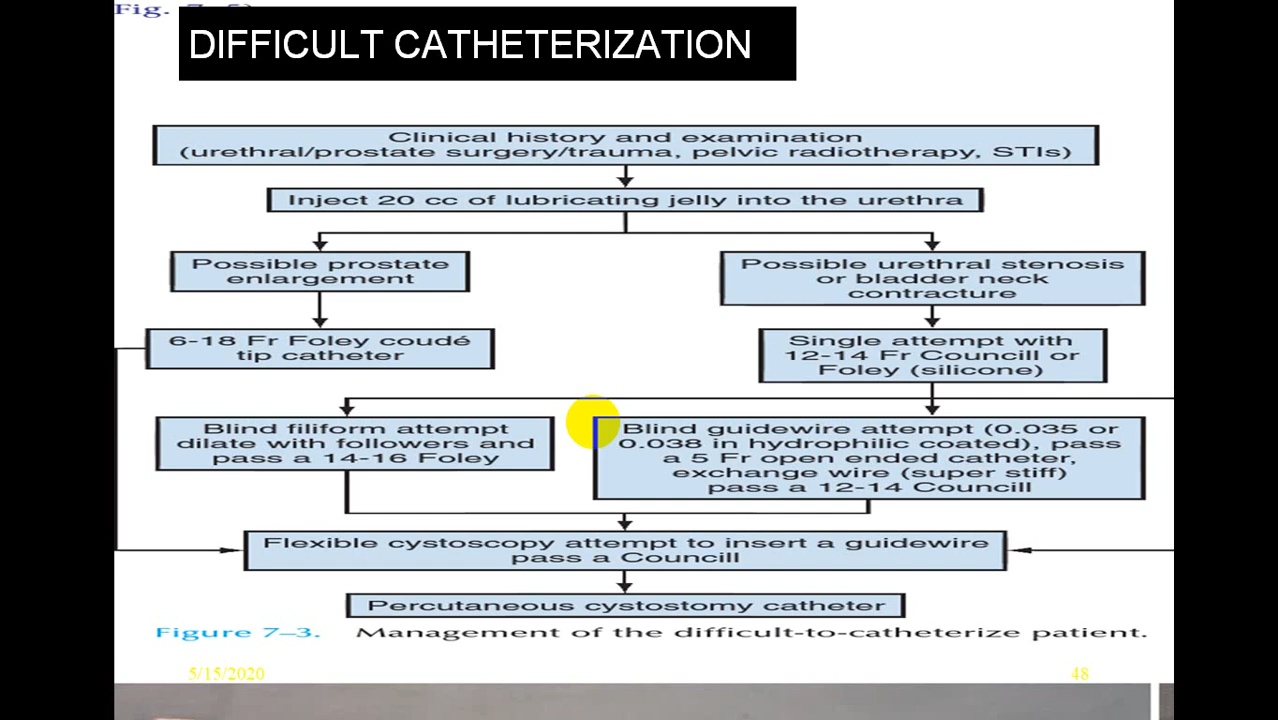 Fig. 7-5)
DIFFICULT CATHETERIZATION
Clinical history and examination
(urethral/prostate surgery/trauma, pelvic radiotherapy, STIs)
Inject 20 cc of lubricating jelly into the urethra
Possible prostate
enlargement
Possible urethral stenosis
or bladder neck
contracture
6-18 Fr Foley coudé
tip catheter
Single attempt with
12-14 Fr Councill or
Foley (silicone)
Blind filiform attempt
dilate with followers and
pass a 14-16 Foley
Blind guidewire attempt (0.035 or
0.038 in hydrophilic coated), pass
a 5 Fr open ended catheter,
exchange wire (super stiff)
pass a 12-14 Councill
Flexible cystoscopy attempt to insert a guidewire
pass a Councill
Percutaneous cystostomy catheter
Figure 7–3. Management of the difficult-to-catheterize patient.
5/15/2020
48